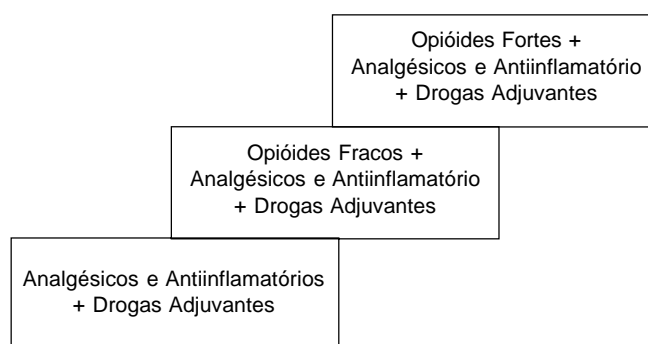 Opióides Fortes +
Analgésicos e Antiinflamatório
+ Drogas Adjuvantes
Opióides Fracos +
Analgésicos e Antiinflamatório
+ Drogas Adjuvantes
Analgésicos e Antiinflamatórios
+ Drogas Adjuvantes